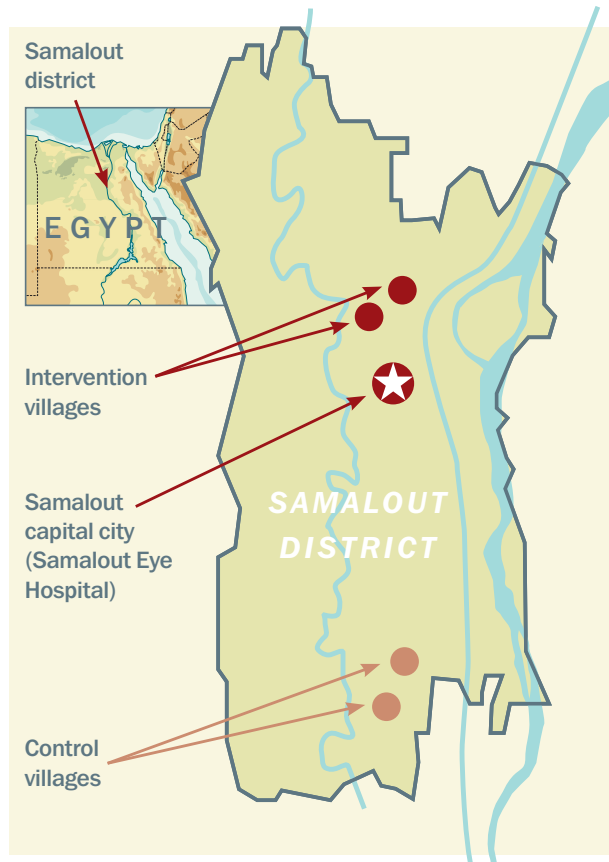 Samalout
district
EGYPT
Intervention
villages
Samalout
capital city
(Samalout Eye
Hospital)
SAMALOUT
DISTRICT
Control
villages